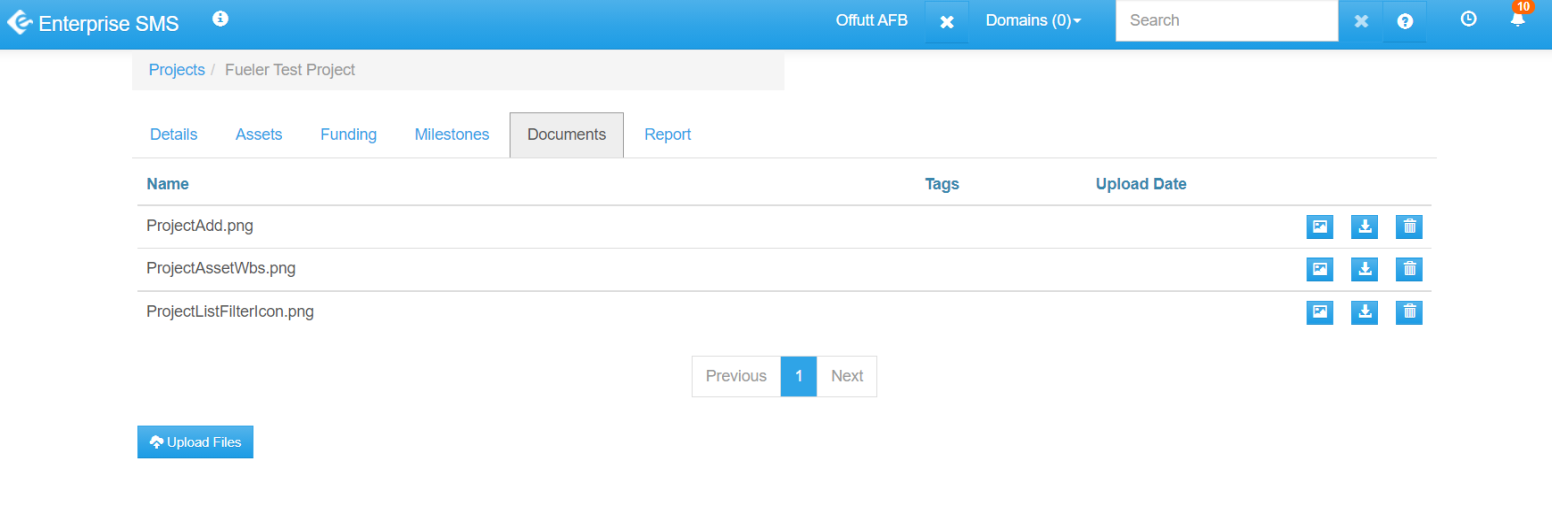 Enterprise SMS Offutt AFB Domains (0) Search 10
Projects / Fueler Test Project
Details Assets Funding Milestones Documents Report
Name Tags Upload Date
ProjectAdd.png
ProjectAssetWbs.png
ProjectListFilterIcon.png
Previous 1 Next
Upload Files